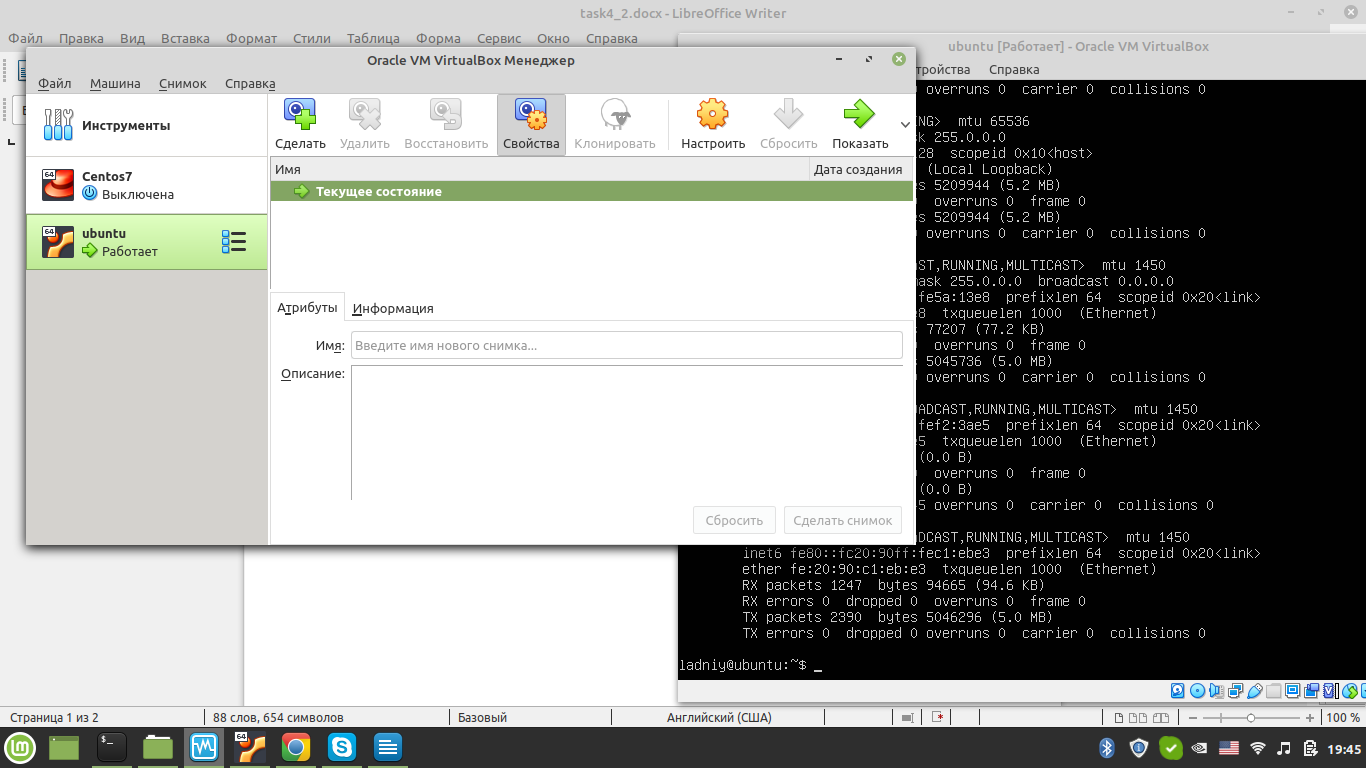 task4_2.docx - LibreOffice Writer
Файл Правка Вид Вставка Формат Стили Таблица Форма Сервис Окно Справка
ubuntu [Работает] - Oracle VM VirtualBox
Справка
Oracle VM VirtualBox Менеджер
Файл Машина Снимок Справка
Инструменты
64 Centos7
Выключена
64 ubuntu
Работает
Сделать Удалить Восстановить Свойства Клонировать Настроить Сбросить Показать
Имя Дата создания
Текущее состояние
Атрибуты Информация
Имя: Введите имя нового снимка...
Описание:
Сбросить Сделать снимок
overruns 0 carrier 0 collisions 0
mtu 65536
255.0.0.0
scopeid 0x10<host>
(Local Loopback)
5209944 (5.2 MB)
overruns 0 frame 0
5209944 (5.2 MB)
overruns 0 carrier 0 collisions 0
RUNNING,MULTICAST> mtu 1450
255.0.0.0 broadcast 0.0.0.0
fe5a:13e8 prefixlen 64 scopeid 0x20<link>
txqueuelen 1000 (Ethernet)
77207 (77.2 KB)
overruns 0 frame 0
5045736 (5.0 MB)
overruns 0 carrier 0 collisions 0
RUNNING,MULTICAST> mtu 1450
fef2:3ae5 prefixlen 64 scopeid 0x20<link>
txqueuelen 1000 (Ethernet)
(0.0 B)
overruns 0 frame 0
(0.0 B)
overruns 0 carrier 0 collisions 0
RUNNING,MULTICAST> mtu 1450
inet6 fe80::fc20:90ff:fec1:ebe3 prefixlen 64 scopeid 0x20<link>
ether fe:20:90:c1:eb:e3 txqueuelen 1000 (Ethernet)
RX packets 1247 bytes 94665 (94.6 KB)
RX errors 0 dropped 0 overruns 0 frame 0
TX packets 2390 bytes 5046296 (5.0 MB)
TX errors 0 dropped 0 overruns 0 carrier 0 collisions 0
ladniy@ubuntu:~$ _
Страница 1 из 2 88 слов, 654 символов Базовый Английский (США) 100 %
19:45